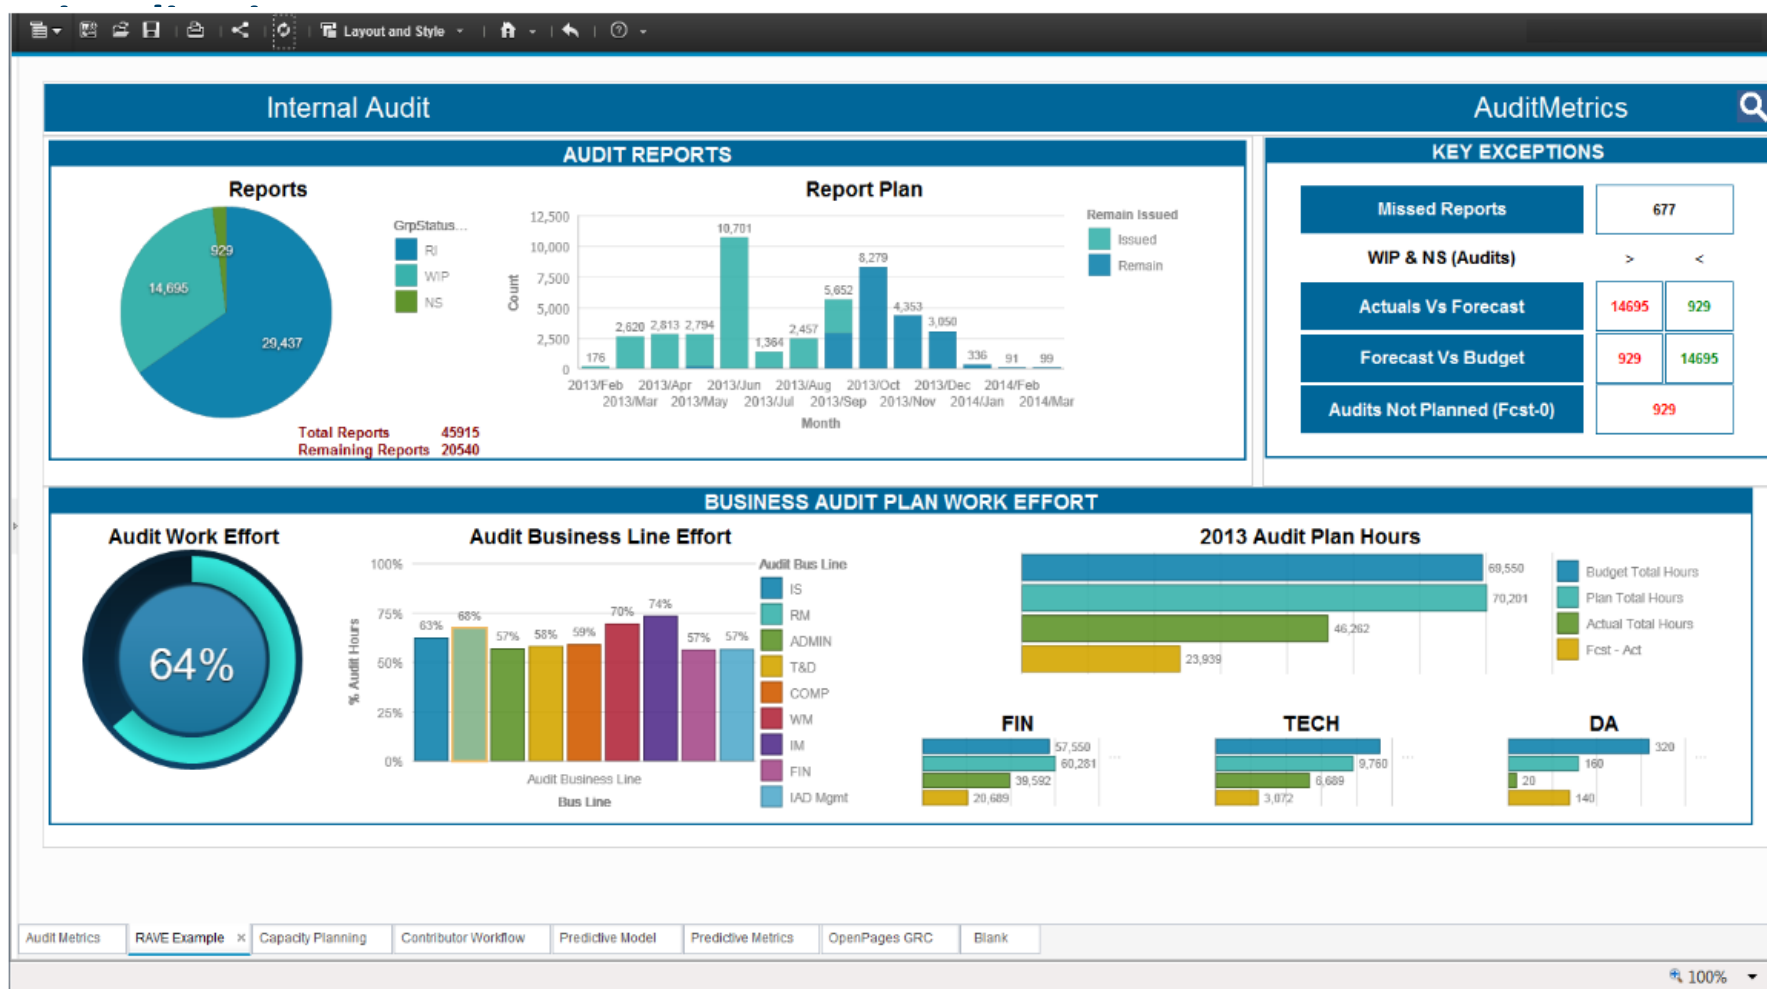 Layout and Style
Internal Audit
AuditMetrics
AUDIT REPORTS
Reports
929
14,695
29,437
GrpStatus...
RI
WIP
NS
Total Reports 45915
Remaining Reports 20540
Report Plan
Count
12,500
10,000
7,500
5,000
2,500
0
176
2,620
2,813
2,794
10,701
1,364
2,457
5,652
8,279
4,353
3,050
336
91
99
2013/Feb 2013/Apr 2013/Jun 2013/Aug 2013/Oct 2013/Dec 2014/Feb
2013/Mar 2013/May 2013/Jul 2013/Sep 2013/Nov 2014/Jan 2014/Mar
Month
Remain Issued
Issued
Remain
KEY EXCEPTIONS
Missed Reports 677
WIP & NS (Audits) > <
Actuals Vs Forecast 14695 929
Forecast Vs Budget 929 14695
Audits Not Planned (Fcst-0) 929
BUSINESS AUDIT PLAN WORK EFFORT
Audit Work Effort
64%
Audit Business Line Effort
% Audit Hours
100%
75%
50%
25%
0%
63%
68%
57%
58%
59%
70%
74%
57%
57%
Audit Business Line
Bus Line
Audit Bus Line
IS
RM
ADMIN
T&D
COMP
WM
IM
FIN
IAD Mgmt
2013 Audit Plan Hours
69,550
70,201
46,262
23,939
Budget Total Hours
Plan Total Hours
Actual Total Hours
Fcst - Act
FIN
57,550
60,281
39,592
20,689
...
TECH
9,760
6,689
3,072
...
DA
320
160
20
140
...
Audit Metrics
RAVE Example ×
Capacity Planning
Contributor Workflow
Predictive Model
Predictive Metrics
OpenPages GRC
Blank
100%